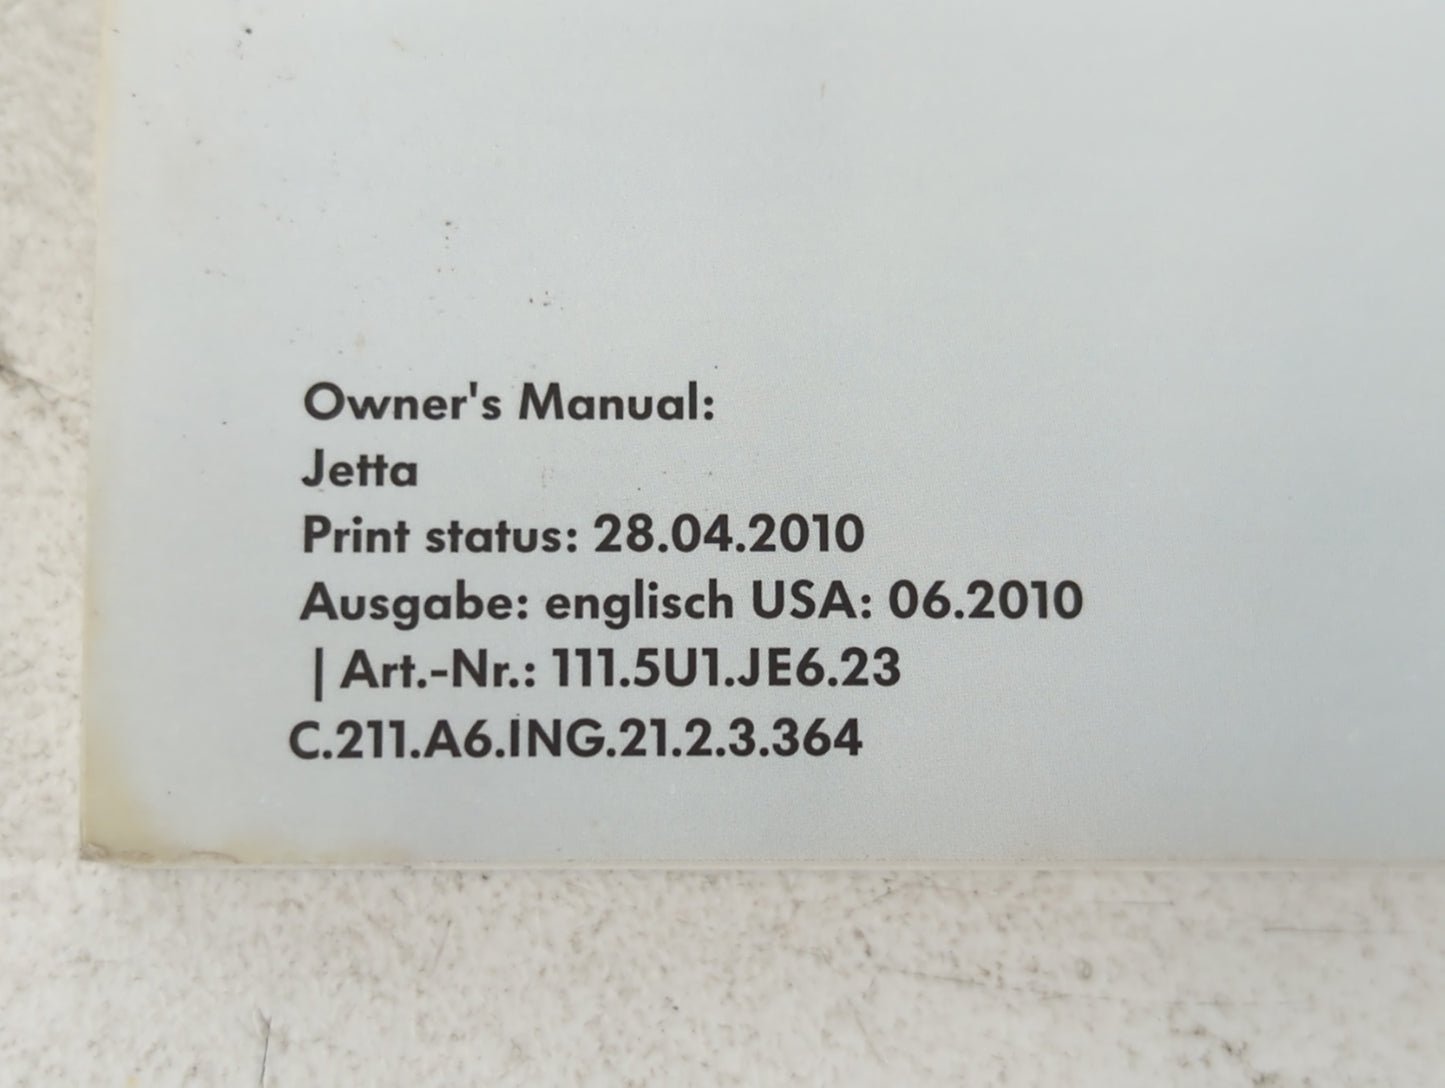 Owner's Manual:
Jetta
Print status: 28.04.2010
Ausgabe: englisch USA: 06.2010
| Art.-Nr.: 111.5U1.JE6.23
C.211.A6.ING.21.2.3.364